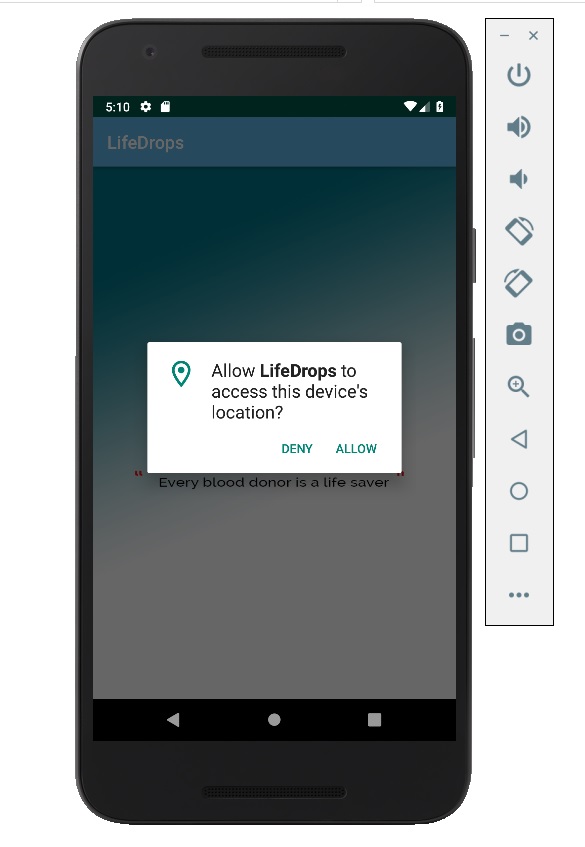 5:10
LifeDrops
Allow LifeDrops to
access this device's
location?
DENY ALLOW
" Every blood donor is a life saver "